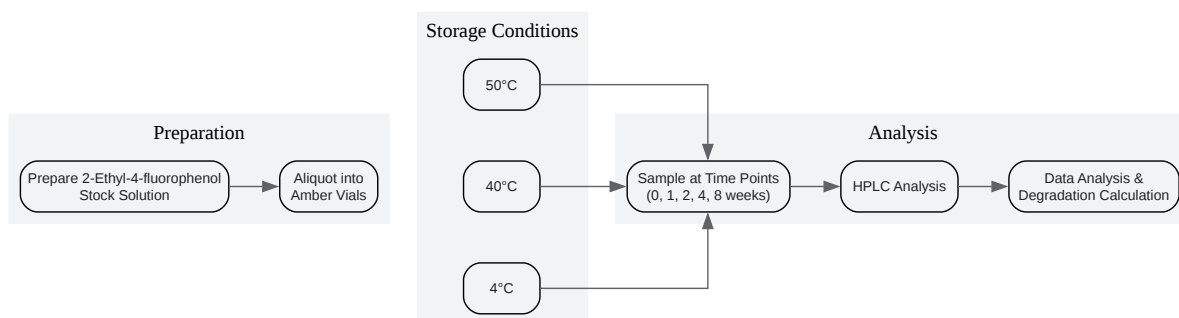 Preparation
Prepare 2-Ethyl-4-fluorophenol
Stock Solution
Aliquot into
Amber Vials
Storage Conditions
50°C
40°C
4°C
Analysis
Sample at Time Points
(0, 1, 2, 4, 8 weeks)
HPLC Analysis
Data Analysis &
Degradation Calculation